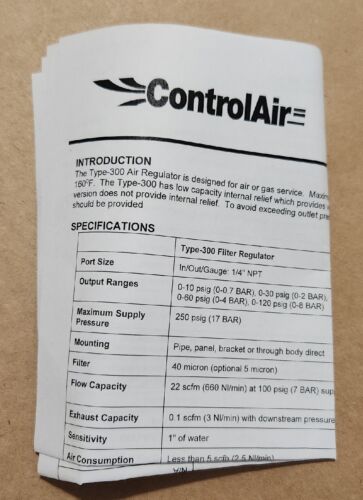 ControlAir
INTRODUCTION
The Type-300 Air Regulator is designed for air or gas service. Maxim
160°F. The Type-300 has low capacity internal relief which provides
version does not provide internal relief. To avoid exceeding outlet pre
should be provided
SPECIFICATIONS
Type-300 Filter Regulator
Port Size In/Out/Gauge: 1/4" NPT
Output Ranges 0-10 psig (0-0.7 BAR), 0-30 psig (0-2 BAR),
0-60 psig (0-4 BAR), 0-120 psig (0-8 BAR)
Maximum Supply 250 psig (17 BAR)
Pressure
Mounting Pipe, panel, bracket or through body direct
Filter 40 micron (optional 5 micron)
Flow Capacity 22 scfm (660 Nl/min) at 100 psig (7 BAR) sup
Exhaust Capacity 0.1 scfm (3 Nl/min) with downstream pressure
Sensitivity 1" of water
Air Consumption Less than 5 scfh (2.5 Nl/min)